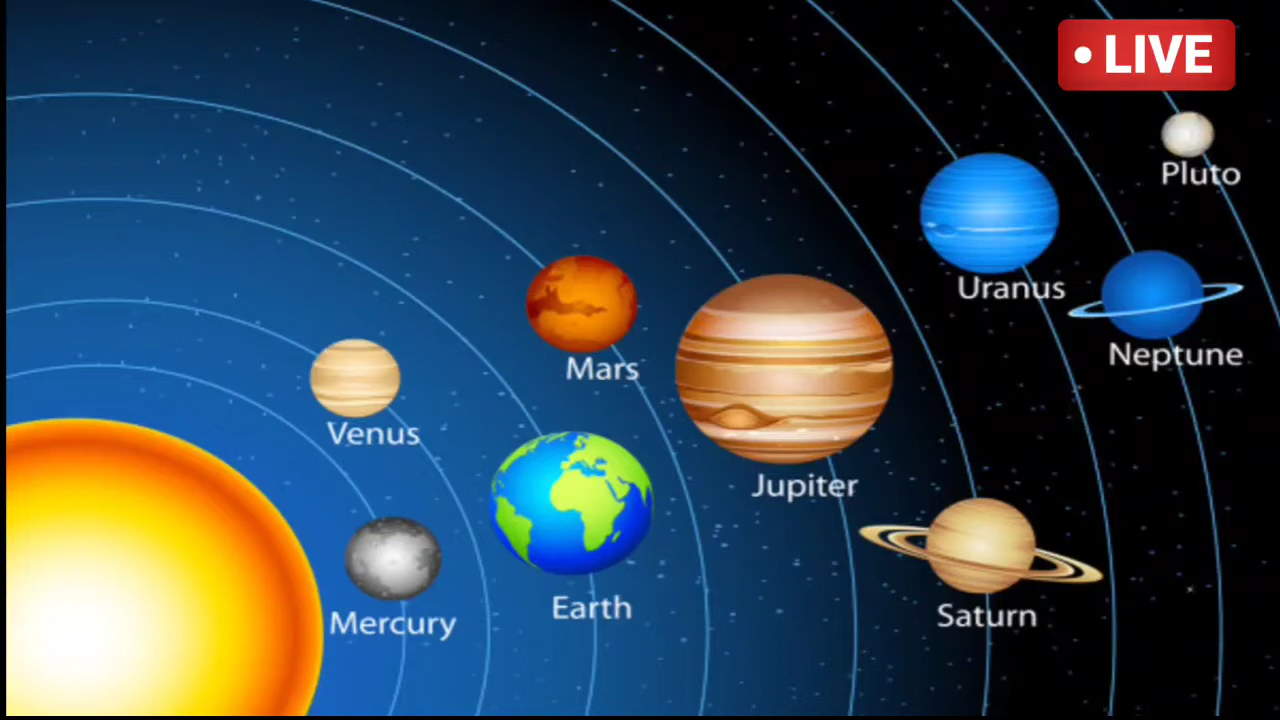 • LIVE
Pluto
Uranus
Neptune
Mars
Venus
Jupiter
Earth
Saturn
Mercury